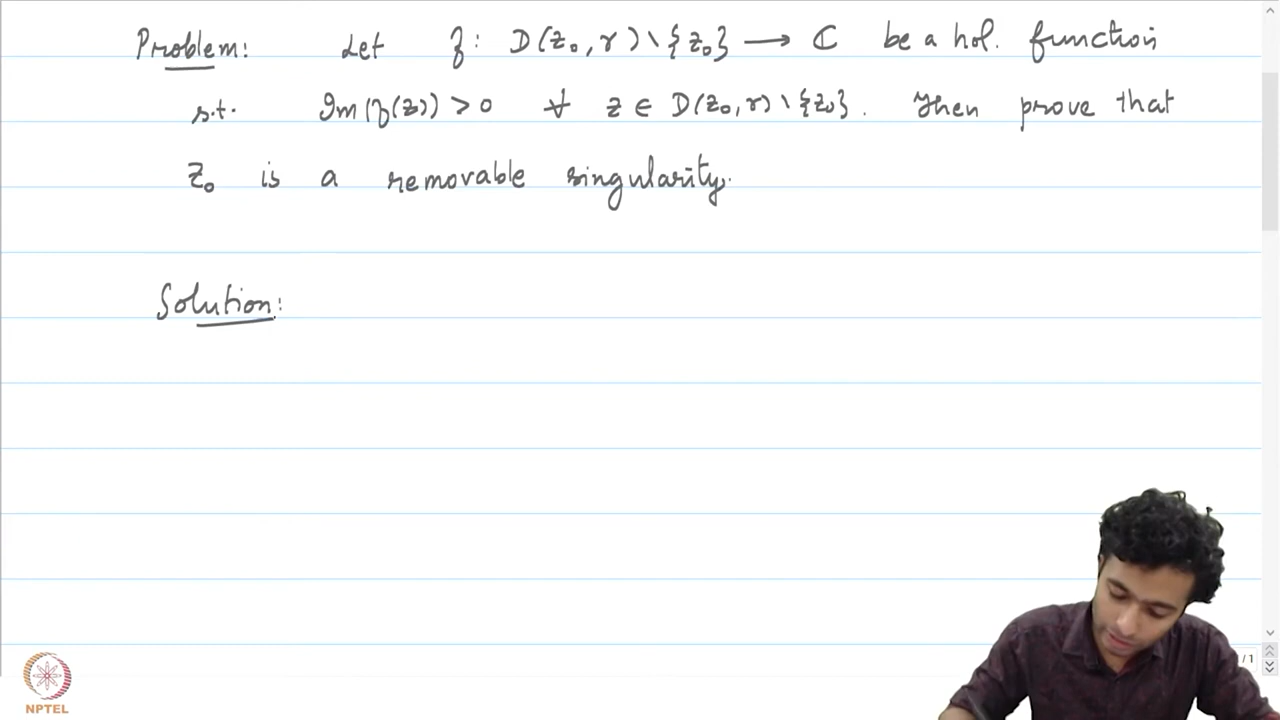 Problem: Let f: D(z₀, r) \ {z₀} ⟶ ℂ be a hol. function
s.t. Im(f(z)) > 0 ∀ z ∈ D(z₀, r) \ {z₀}. Then prove that
z₀ is a removable singularity.
Solution:
/ 1
NPTEL